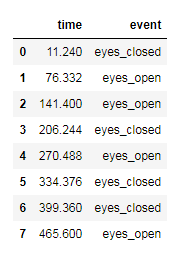 time event
0 11.240 eyes_closed
1 76.332 eyes_open
2 141.400 eyes_open
3 206.244 eyes_closed
4 270.488 eyes_open
5 334.376 eyes_closed
6 399.360 eyes_closed
7 465.600 eyes_open